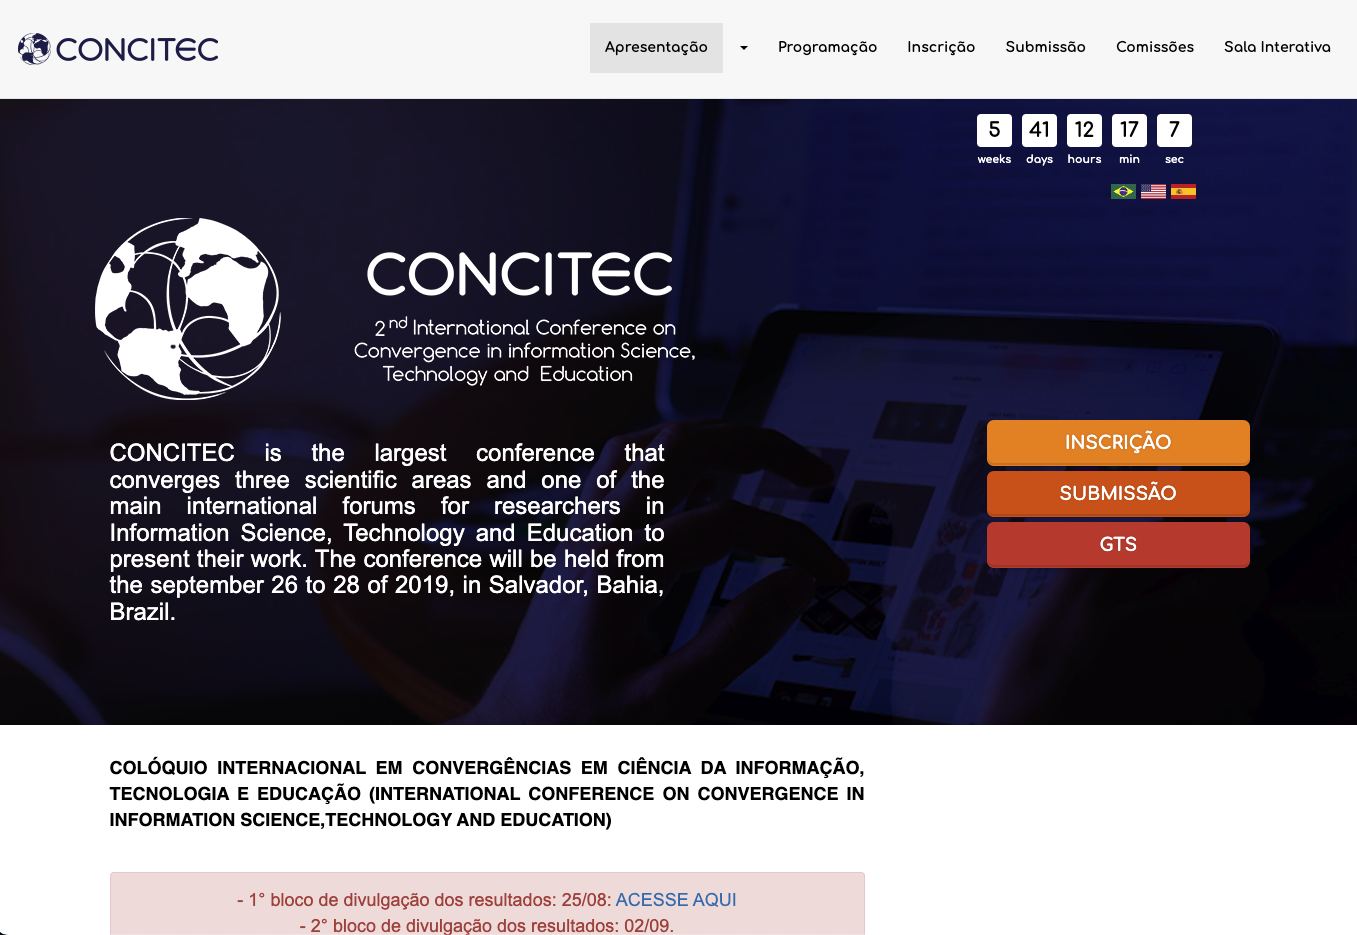 CONCITEC
Apresentação Programação Inscrição Submissão Comissões Sala Interativa
5 41 12 17 7
weeks days hours min sec
CONCITEC
2nd International Conference on
Convergence in information Science,
Technology and Education
CONCITEC is the largest conference that
converges three scientific areas and one of the
main international forums for researchers in
Information Science, Technology and Education to
present their work. The conference will be held from
the september 26 to 28 of 2019, in Salvador, Bahia,
Brazil.
INSCRIÇÃO
SUBMISSÃO
GTS
COLÓQUIO INTERNACIONAL EM CONVERGÊNCIAS EM CIÊNCIA DA INFORMAÇÃO,
TECNOLOGIA E EDUCAÇÃO (INTERNATIONAL CONFERENCE ON CONVERGENCE IN
INFORMATION SCIENCE,TECHNOLOGY AND EDUCATION)
- 1° bloco de divulgação dos resultados: 25/08: ACESSE AQUI
- 2° bloco de divulgação dos resultados: 02/09.